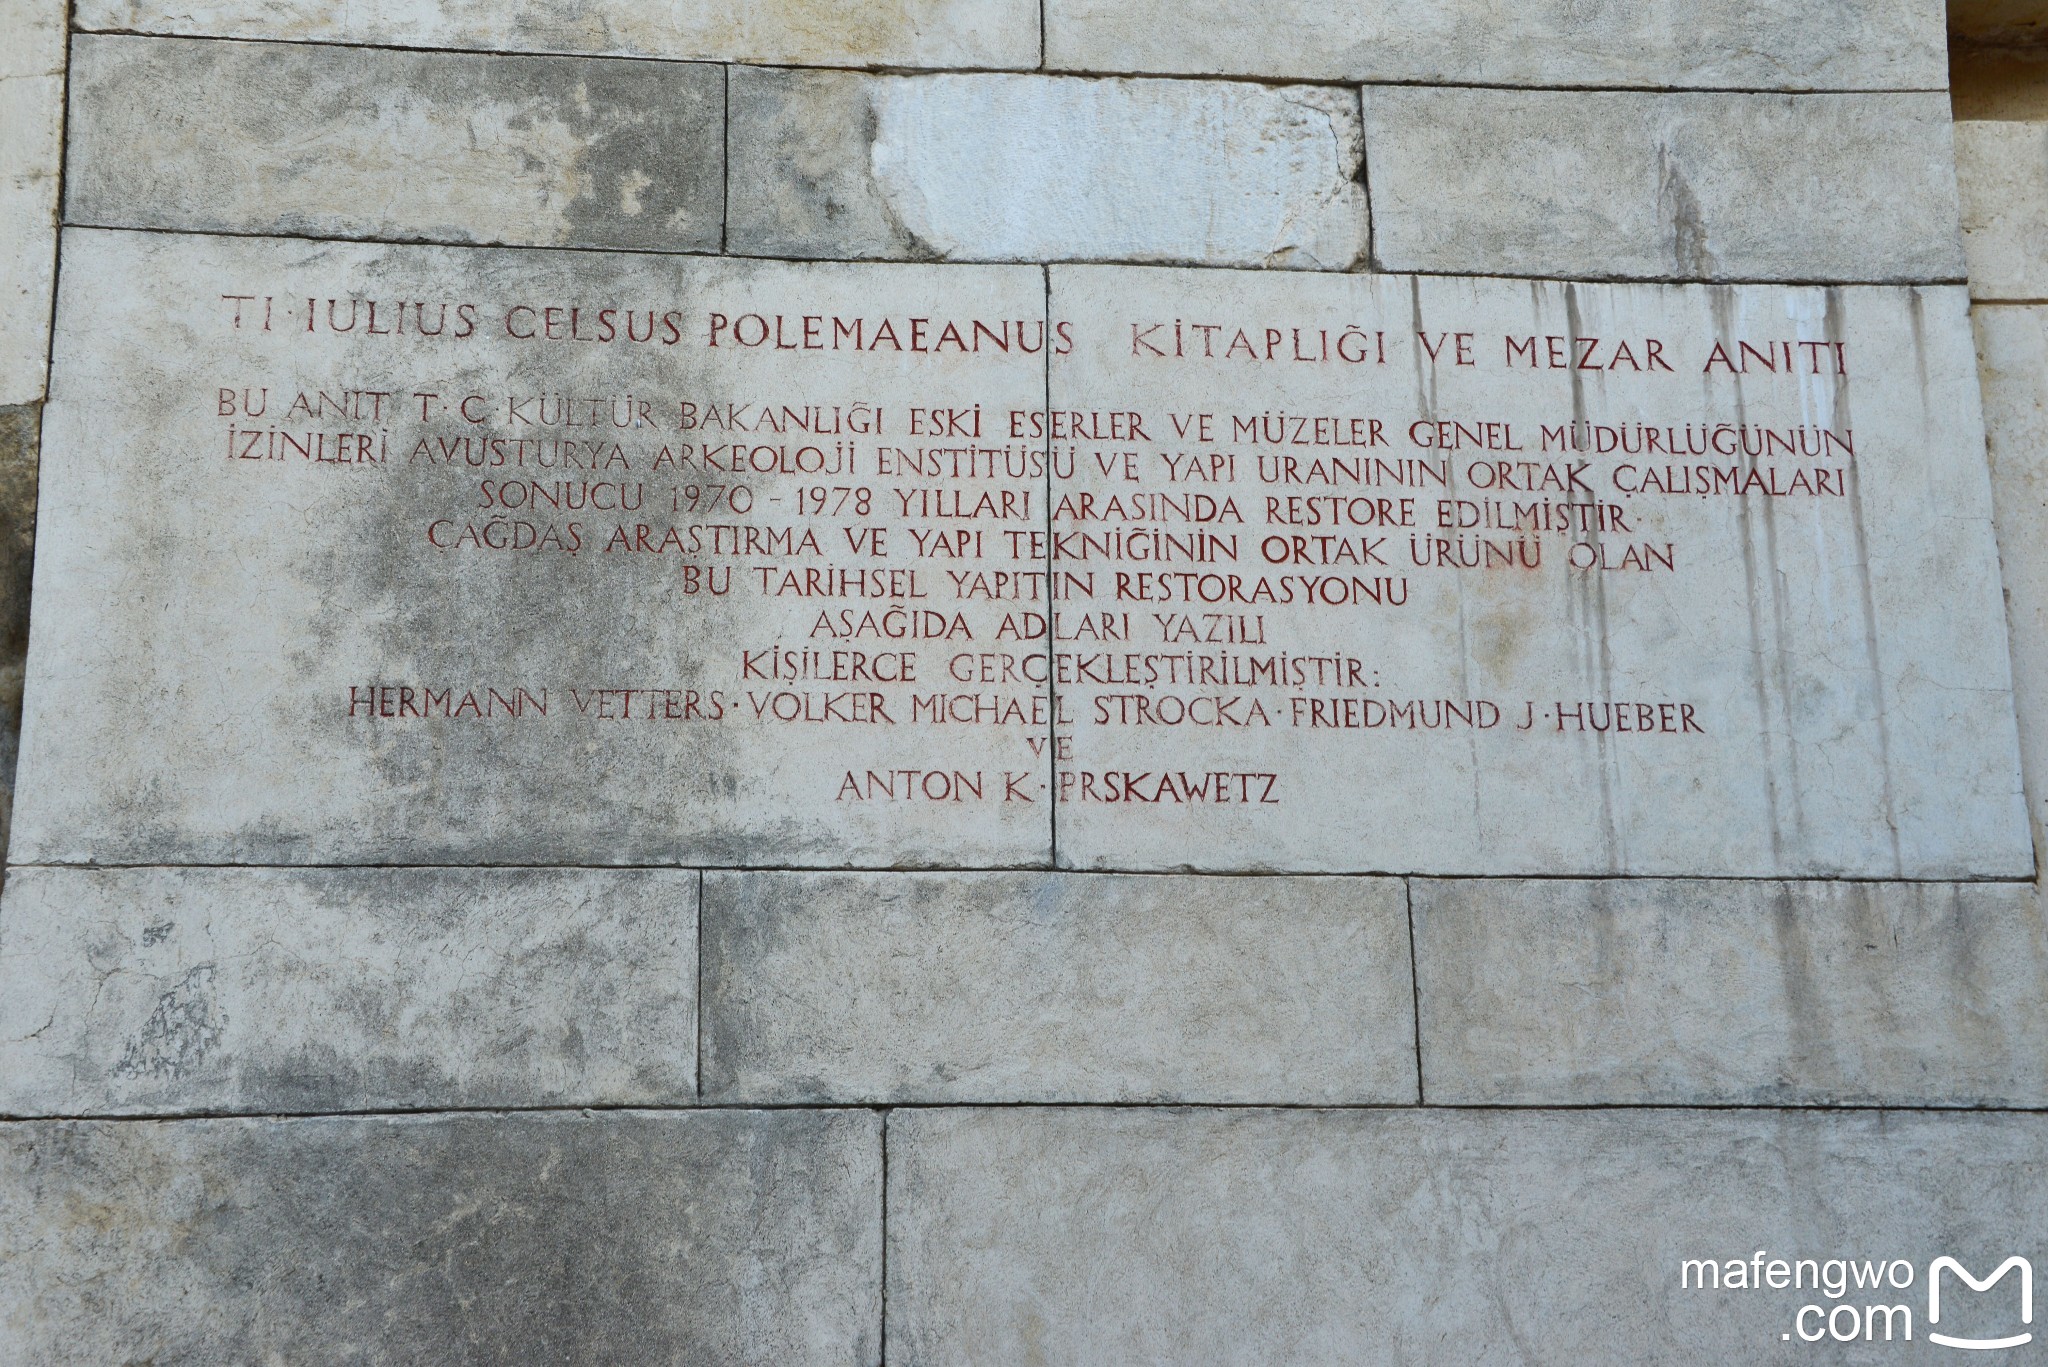 TI·IULIUS CELSUS POLEMAEANUS KİTAPLIĞI VE MEZAR ANITI
BU ANIT T·C·KÜLTÜR BAKANLIĞI ESKİ ESERLER VE MÜZELER GENEL MÜDÜRLÜĞÜNÜN
İZİNLERİ AVUSTURYA ARKEOLOJİ ENSTİTÜSÜ VE YAPI URANININ ORTAK ÇALIŞMALARI
SONUCU 1970 - 1978 YILLARI ARASINDA RESTORE EDİLMİŞTİR·
ÇAĞDAŞ ARAŞTIRMA VE YAPI TEKNİĞİNİN ORTAK ÜRÜNÜ OLAN
BU TARİHSEL YAPITIN RESTORASYONU
AŞAĞIDA ADLARI YAZILI
KİŞİLERCE GERÇEKLEŞTİRİLMİŞTİR:
HERMANN VETTERS·VOLKER MICHAEL STROCKA·FRIEDMUND J·HUEBER
VE
ANTON K·PRSKAWETZ
mafengwo
.com